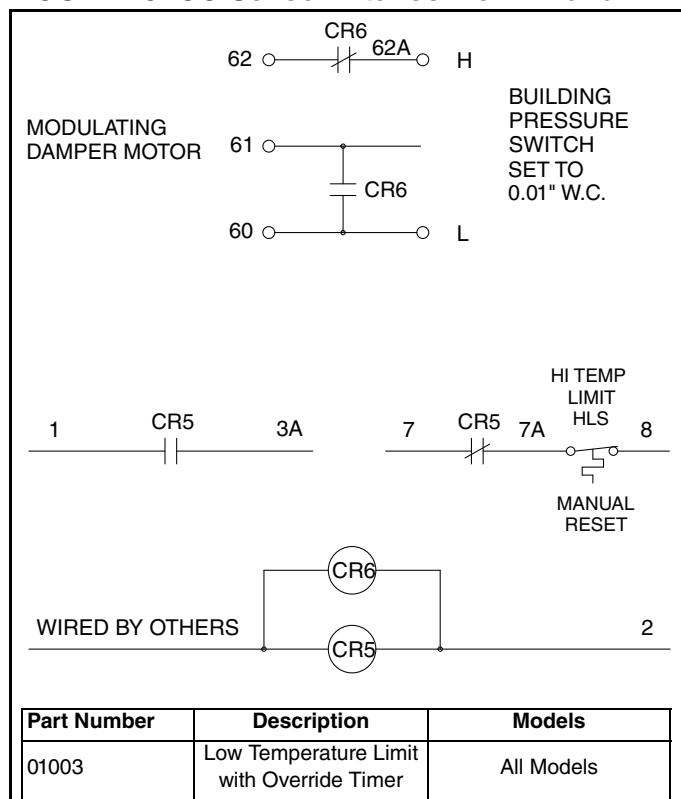 CR6
62
62A
H
BUILDING
PRESSURE
SWITCH
SET TO
0.01" W.C.
MODULATING
DAMPER MOTOR
61
CR6
60
L
HI TEMP
LIMIT
HLS
1
CR5
3A
7
CR5
7A
8
MANUAL
RESET
CR6
WIRED BY OTHERS
2
CR5
Part Number Description Models
01003 Low Temperature Limit with Override Timer All Models